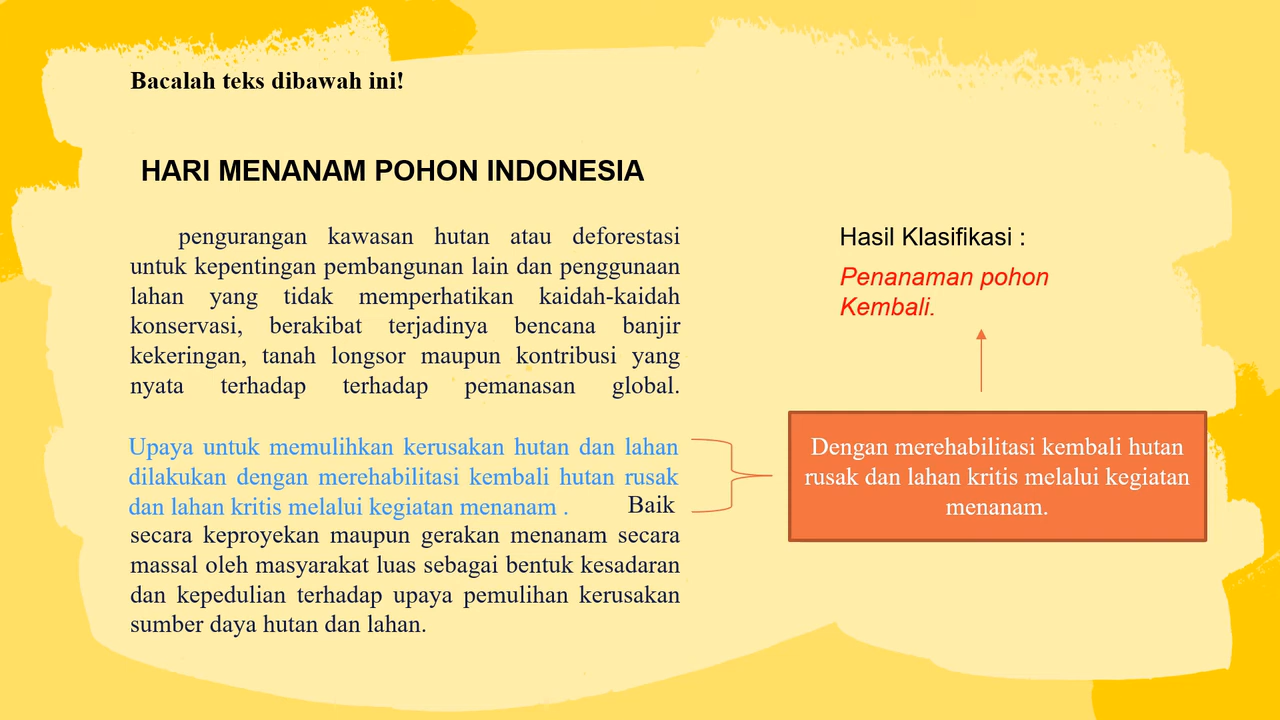 Bacalah teks dibawah ini!
HARI MENANAM POHON INDONESIA
pengurangan kawasan hutan atau deforestasi
untuk kepentingan pembangunan lain dan penggunaan
lahan yang tidak memperhatikan kaidah-kaidah
konservasi, berakibat terjadinya bencana banjir
kekeringan, tanah longsor maupun kontribusi yang
nyata terhadap terhadap pemanasan global.
Upaya untuk memulihkan kerusakan hutan dan lahan
dilakukan dengan merehabilitasi kembali hutan rusak
dan lahan kritis melalui kegiatan menanam . Baik
secara keproyekan maupun gerakan menanam secara
massal oleh masyarakat luas sebagai bentuk kesadaran
dan kepedulian terhadap upaya pemulihan kerusakan
sumber daya hutan dan lahan.
Hasil Klasifikasi :
Penanaman pohon
Kembali.
Dengan merehabilitasi kembali hutan
rusak dan lahan kritis melalui kegiatan
menanam.